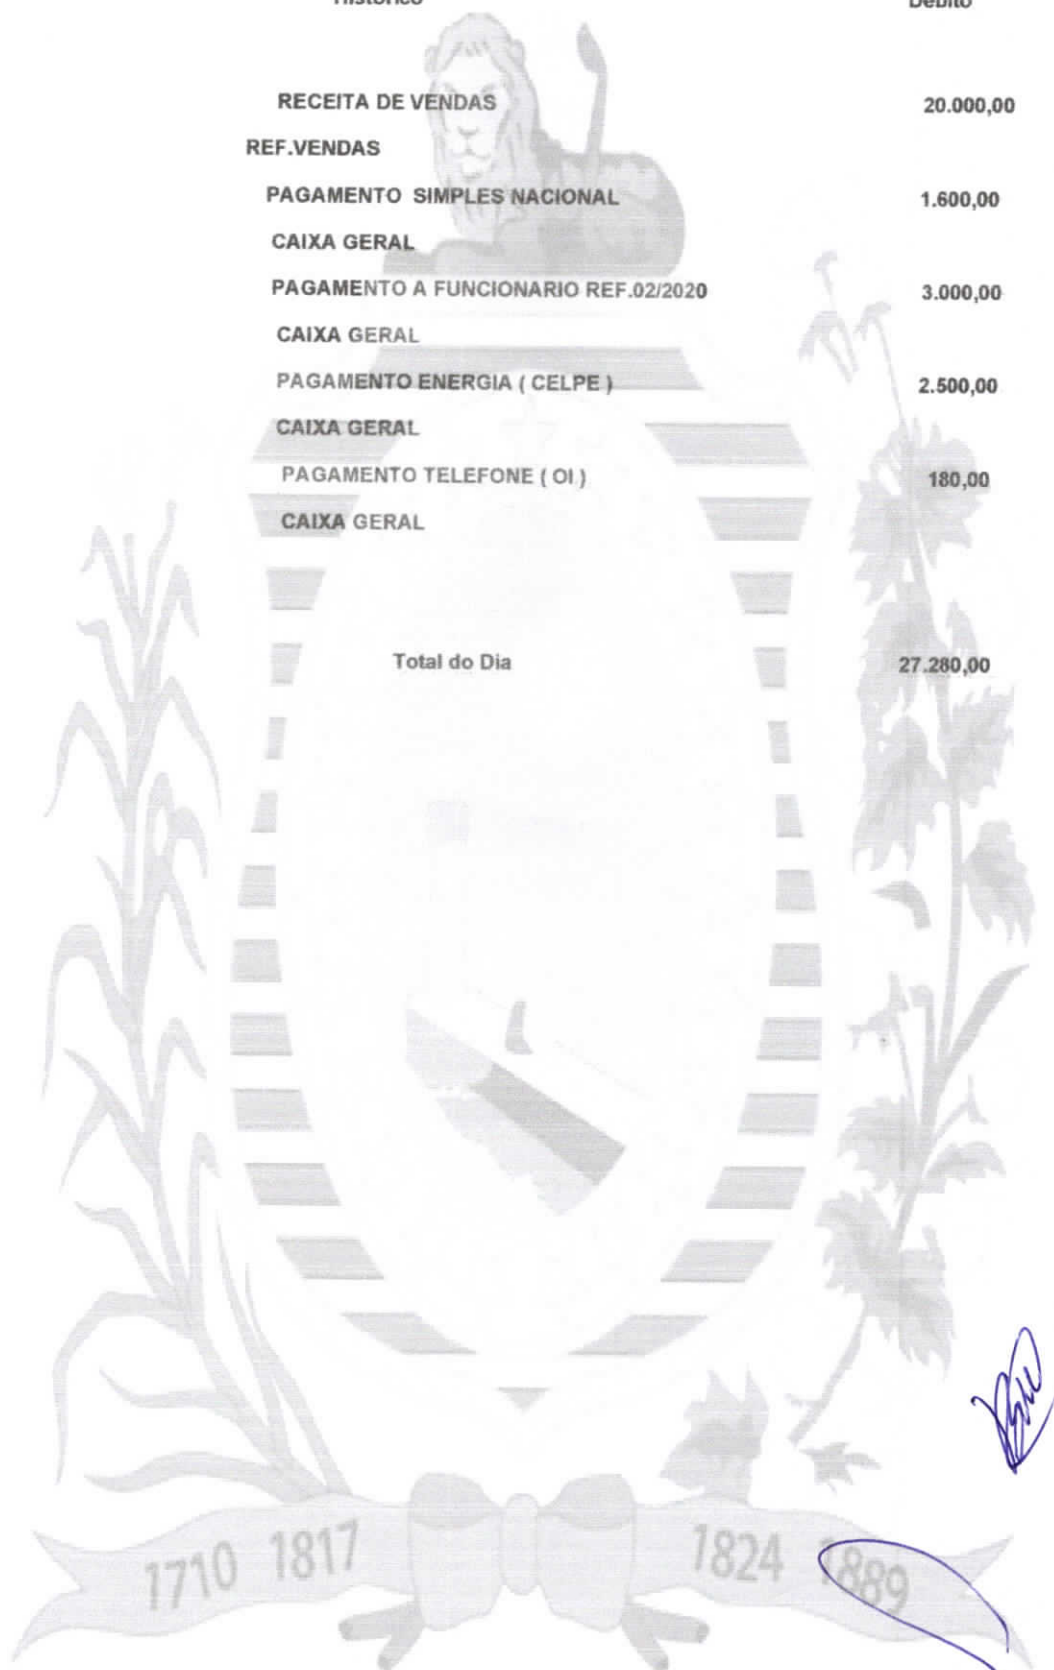 Histórico Débito
RECEITA DE VENDAS 20.000,00
REF.VENDAS
PAGAMENTO SIMPLES NACIONAL 1.600,00
CAIXA GERAL
PAGAMENTO A FUNCIONARIO REF.02/2020 3.000,00
CAIXA GERAL
PAGAMENTO ENERGIA ( CELPE ) 2.500,00
CAIXA GERAL
PAGAMENTO TELEFONE ( OI ) 180,00
CAIXA GERAL
Total do Dia 27.280,00
1710 1817 1824 1889